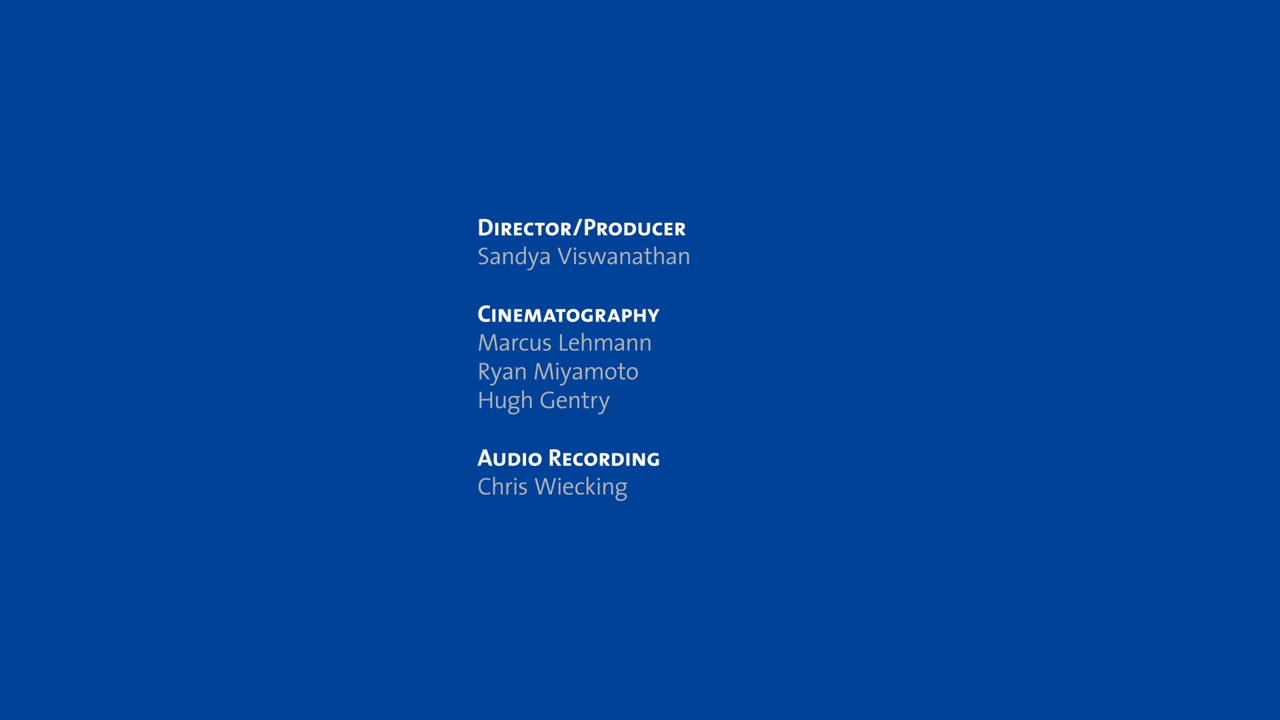 Director/Producer
Sandya Viswanathan
Cinematography
Marcus Lehmann
Ryan Miyamoto
Hugh Gentry
Audio Recording
Chris Wiecking